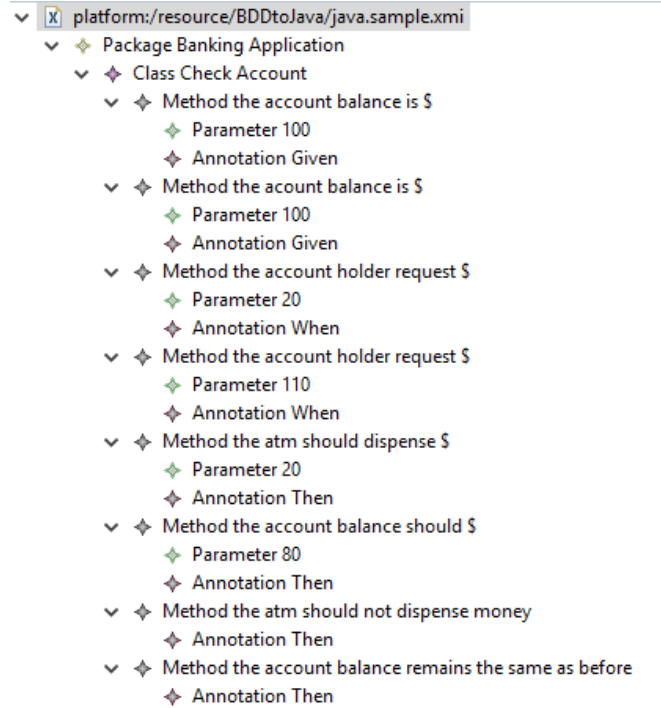 platform:/resource/BDDtoJava/java.sample.xmi
Package Banking Application
Class Check Account
Method the account balance is $
Parameter 100
Annotation Given
Method the acount balance is $
Parameter 100
Annotation Given
Method the account holder request $
Parameter 20
Annotation When
Method the account holder request $
Parameter 110
Annotation When
Method the atm should dispense $
Parameter 20
Annotation Then
Method the account balance should $
Parameter 80
Annotation Then
Method the atm should not dispense money
Annotation Then
Method the account balance remains the same as before
Annotation Then